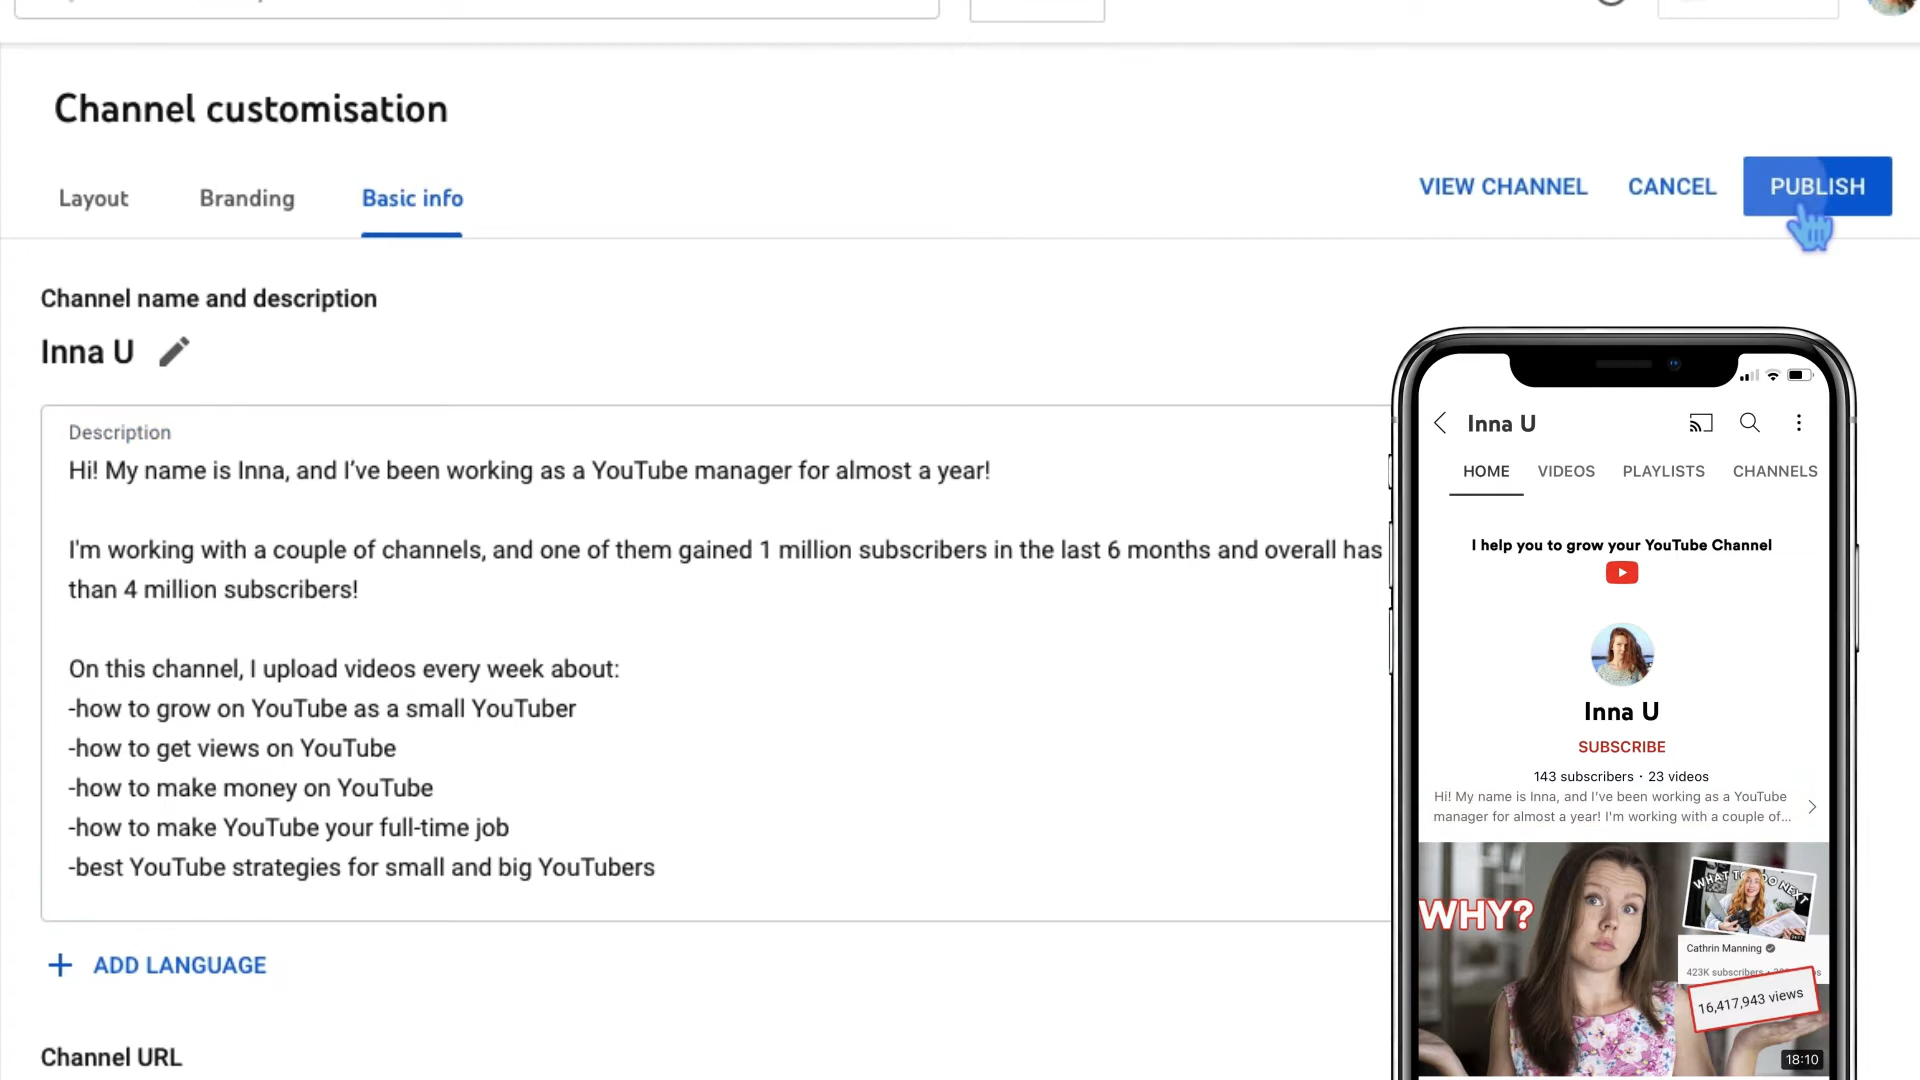 Channel customisation
Layout
Branding
Basic info
VIEW CHANNEL
CANCEL
PUBLISH
Channel name and description
Inna U
Description
Hi! My name is Inna, and I’ve been working as a YouTube manager for almost a year!
I'm working with a couple of channels, and one of them gained 1 million subscribers in the last 6 months and overall has
than 4 million subscribers!
On this channel, I upload videos every week about:
-how to grow on YouTube as a small YouTuber
-how to get views on YouTube
-how to make money on YouTube
-how to make YouTube your full-time job
-best YouTube strategies for small and big YouTubers
ADD LANGUAGE
Channel URL
Inna U
HOME
VIDEOS
PLAYLISTS
CHANNELS
I help you to grow your YouTube Channel
Inna U
SUBSCRIBE
143 subscribers · 23 videos
Hi! My name is Inna, and I’ve been working as a YouTube
manager for almost a year! I'm working with a couple of...
WHY?
WHAT TO DO NEXT
Cathrin Manning
423K subscribers
16,417,943 views
18:10